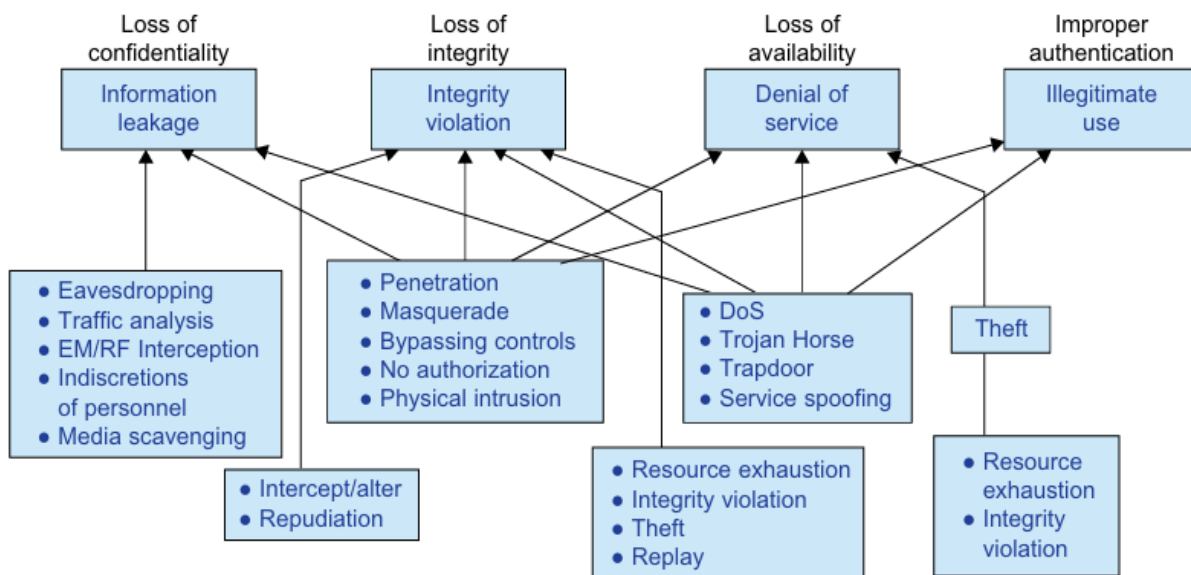 Loss of
confidentiality
Loss of
integrity
Loss of
availability
Improper
authentication
Information
leakage
Integrity
violation
Denial of
service
Illegitimate
use
● Eavesdropping
● Traffic analysis
● EM/RF Interception
● Indiscretions
of personnel
● Media scavenging
● Penetration
● Masquerade
● Bypassing controls
● No authorization
● Physical intrusion
● DoS
● Trojan Horse
● Trapdoor
● Service spoofing
Theft
● Intercept/alter
● Repudiation
● Resource exhaustion
● Integrity violation
● Theft
● Replay
● Resource
exhaustion
● Integrity
violation